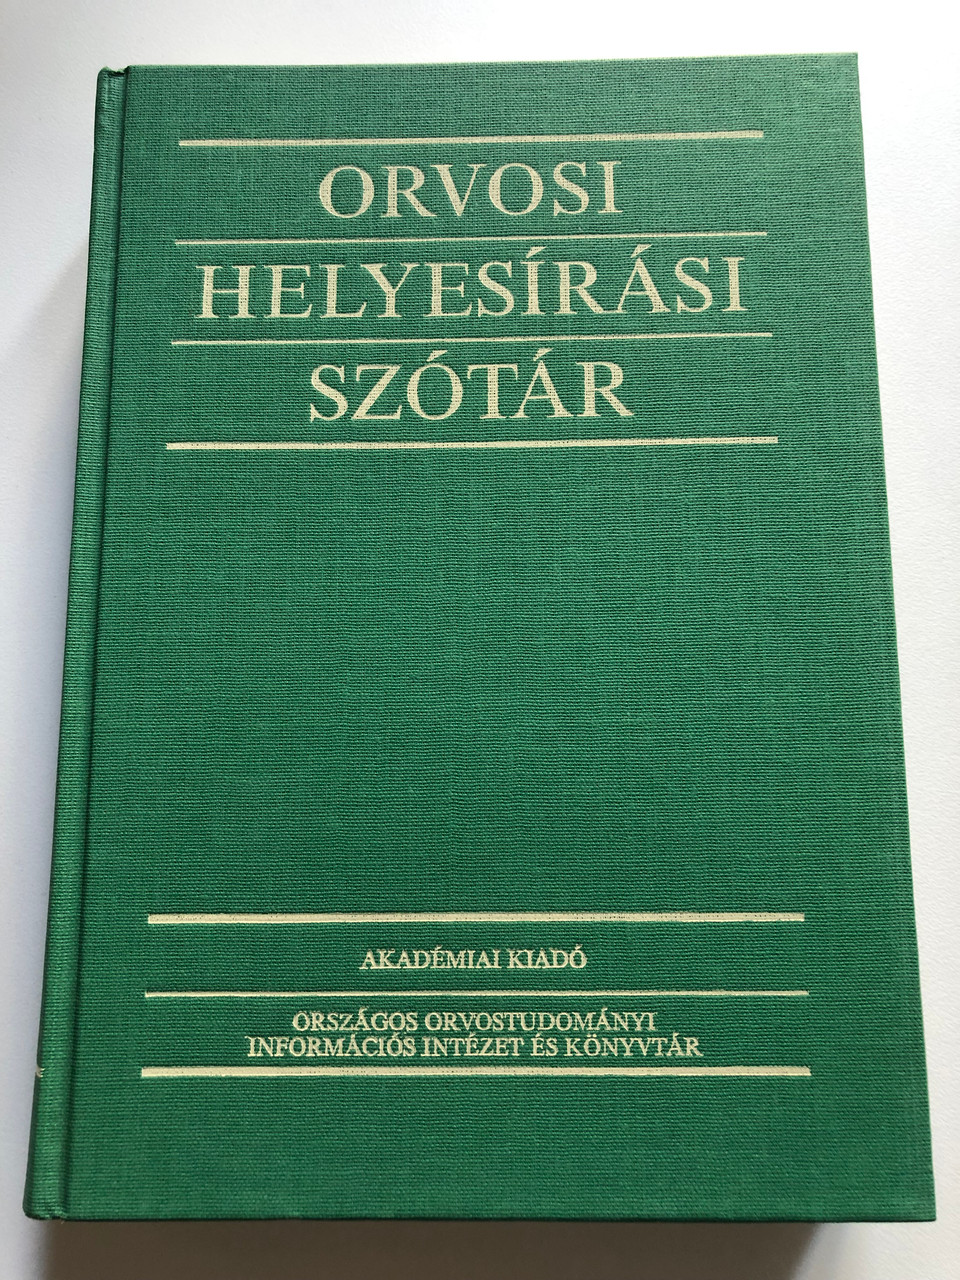 ORVOSI
HELYESÍRÁSI
SZÓTÁR
AKADÉMIAI KIADÓ
ORSZÁGOS ORVOSTUDOMÁNYI
INFORMÁCIÓS INTÉZET ÉS KÖNYVTÁR